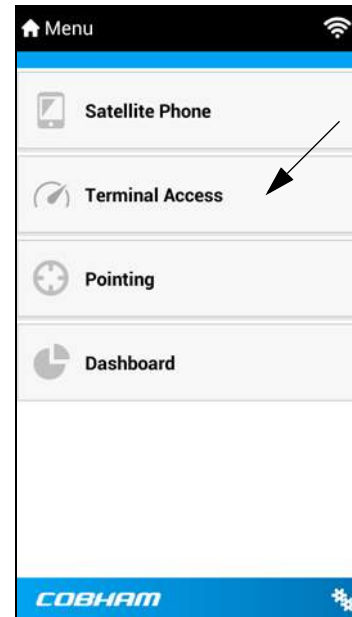 Menu
Satellite Phone
Terminal Access
Pointing
Dashboard
COBHAM